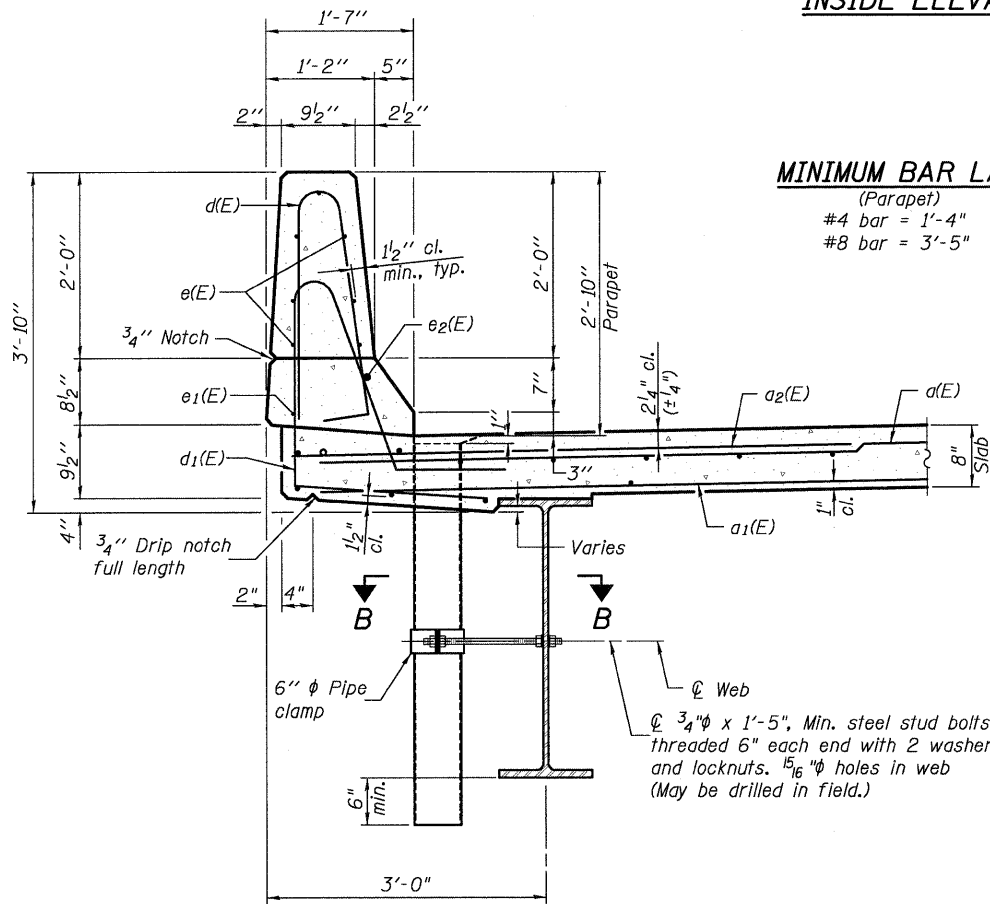 INSIDE ELEVA
1'-7"
1'-2" 5"
2" 9½" 2½"
MINIMUM BAR LA
(Parapet)
#4 bar = 1'-4"
#8 bar = 3'-5"
d(E)
1½" cl.
min., typ.
2'-0"
2'-0"
2'-10"
Parapet
3'-10"
e(E)
e2(E)
¾" Notch
8½"
7"
2¼" cl.
(±¼")
a2(E)
a(E)
e1(E)
1"
d1(E)
9½"
3"
8"
Slab
1"
cl.
4"
1½"
cl.
a1(E)
¾" Drip notch
full length
Varies
2" 4"
B B
6" ϕ Pipe
clamp
℄ Web
℄ ¾"ϕ x 1'-5", Min. steel stud bolts
threaded 6" each end with 2 washer
and locknuts. 15/16"ϕ holes in web
(May be drilled in field.)
6"
min.
3'-0"